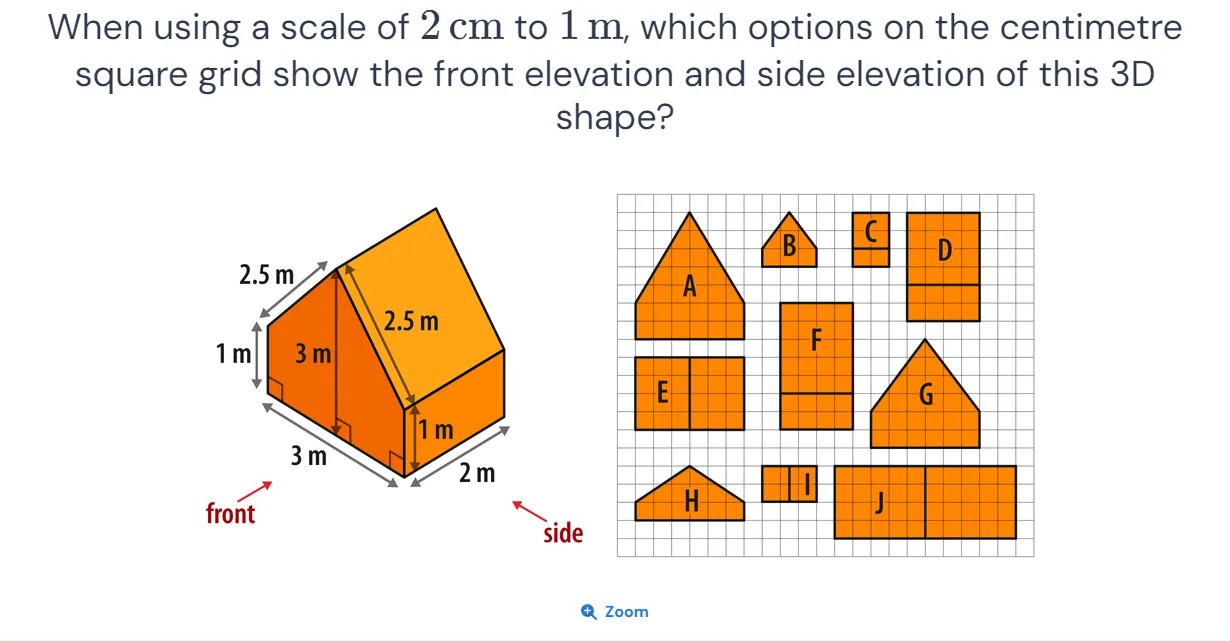 When using a scale of 2 cm to 1 m, which options on the centimetre
square grid show the front elevation and side elevation of this 3D
shape?
2.5 m
2.5 m
1 m
3 m
1 m
3 m
2 m
front
side
A
B
C
D
E
F
G
H
I
J
Zoom